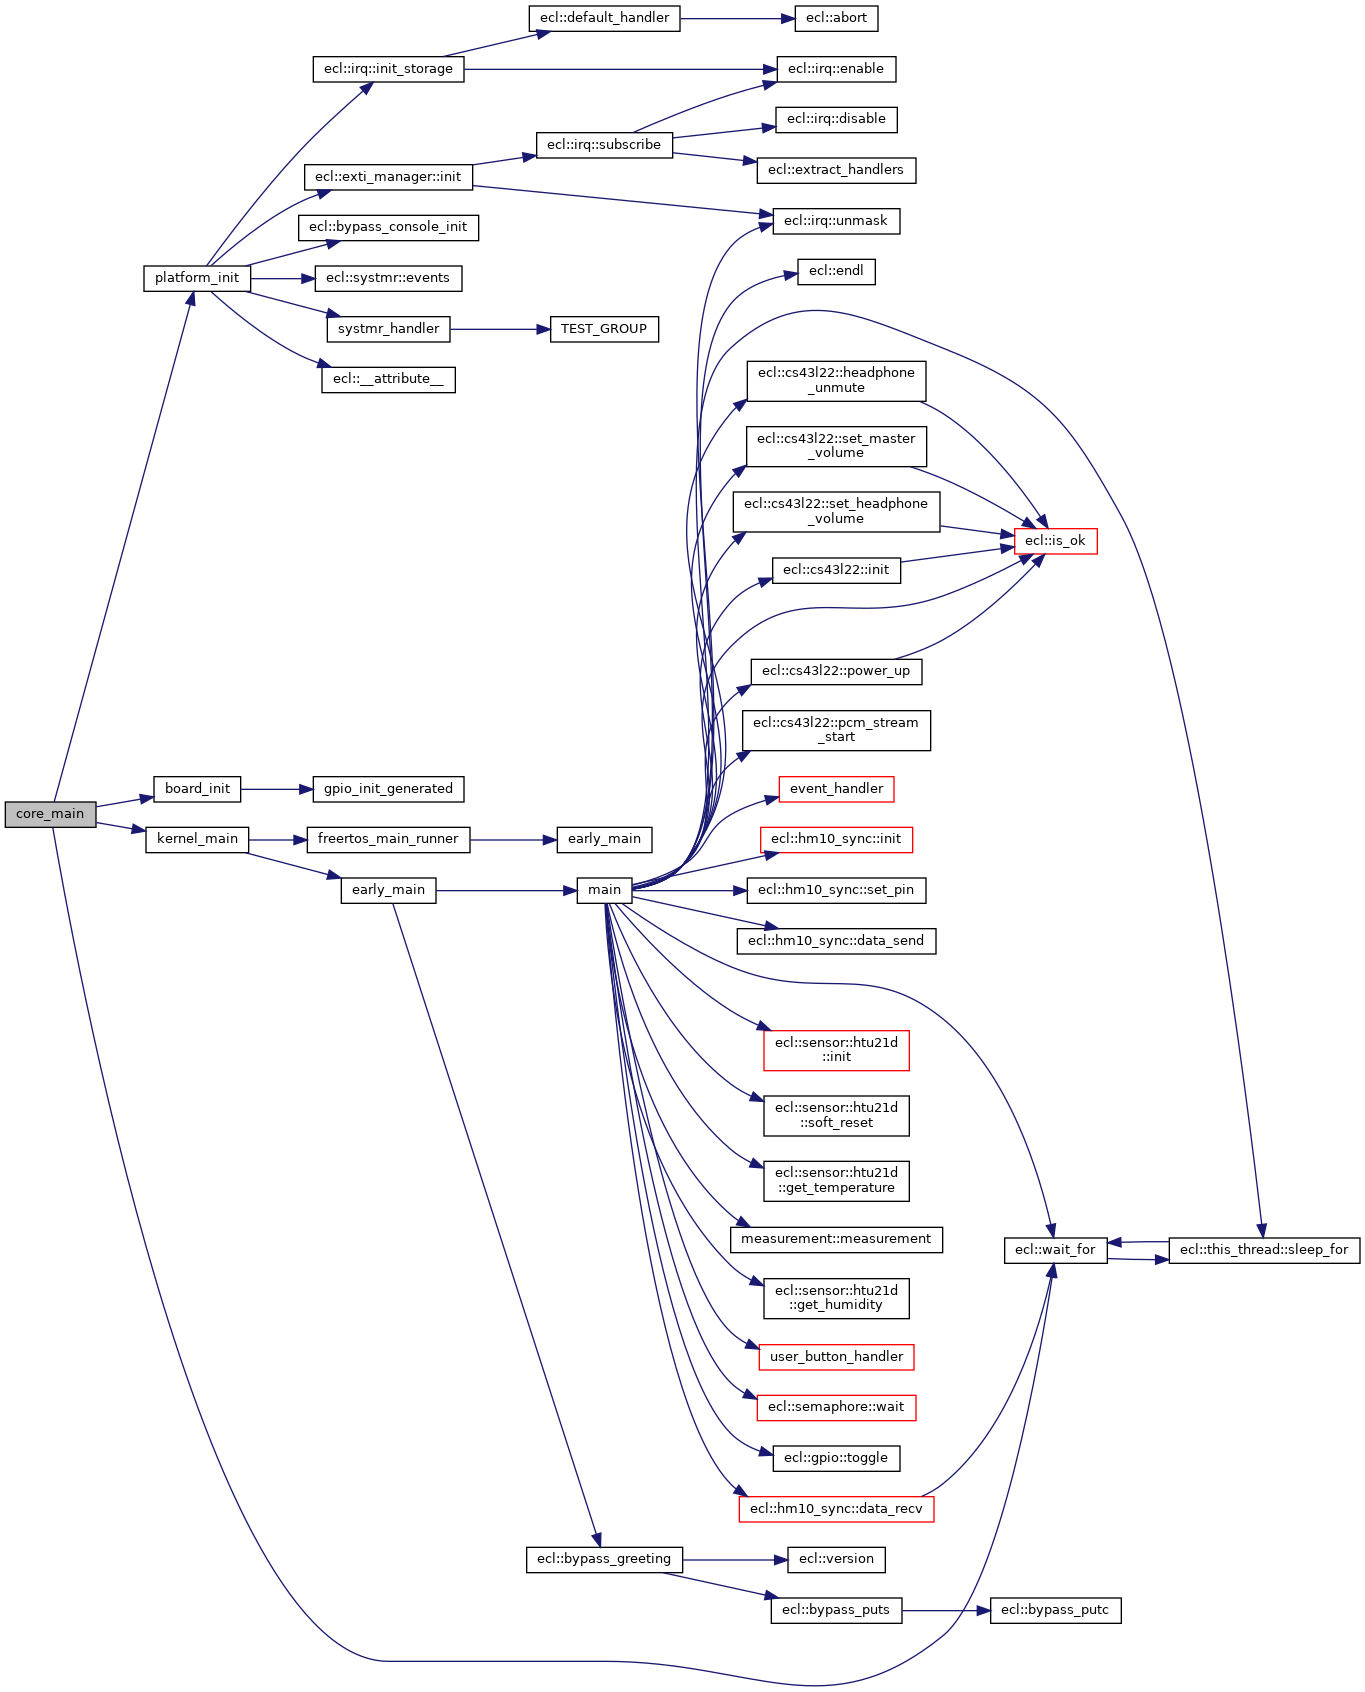 ecl::default_handler
ecl::abort
ecl::irq::init_storage
ecl::irq::enable
ecl::irq::disable
ecl::irq::subscribe
ecl::extract_handlers
ecl::exti_manager::init
ecl::irq::unmask
ecl::bypass_console_init
platform_init
ecl::systmr::events
ecl::endl
systmr_handler
TEST_GROUP
ecl::__attribute__
ecl::cs43l22::headphone
_unmute
ecl::cs43l22::set_master
_volume
ecl::cs43l22::set_headphone
_volume
ecl::is_ok
ecl::cs43l22::init
ecl::cs43l22::power_up
ecl::cs43l22::pcm_stream
_start
board_init
gpio_init_generated
event_handler
core_main
kernel_main
freertos_main_runner
early_main
ecl::hm10_sync::init
early_main
main
ecl::hm10_sync::set_pin
ecl::hm10_sync::data_send
ecl::sensor::htu21d
::init
ecl::sensor::htu21d
::soft_reset
ecl::sensor::htu21d
::get_temperature
measurement::measurement
ecl::wait_for
ecl::this_thread::sleep_for
ecl::sensor::htu21d
::get_humidity
user_button_handler
ecl::semaphore::wait
ecl::gpio::toggle
ecl::hm10_sync::data_recv
ecl::bypass_greeting
ecl::version
ecl::bypass_puts
ecl::bypass_putc